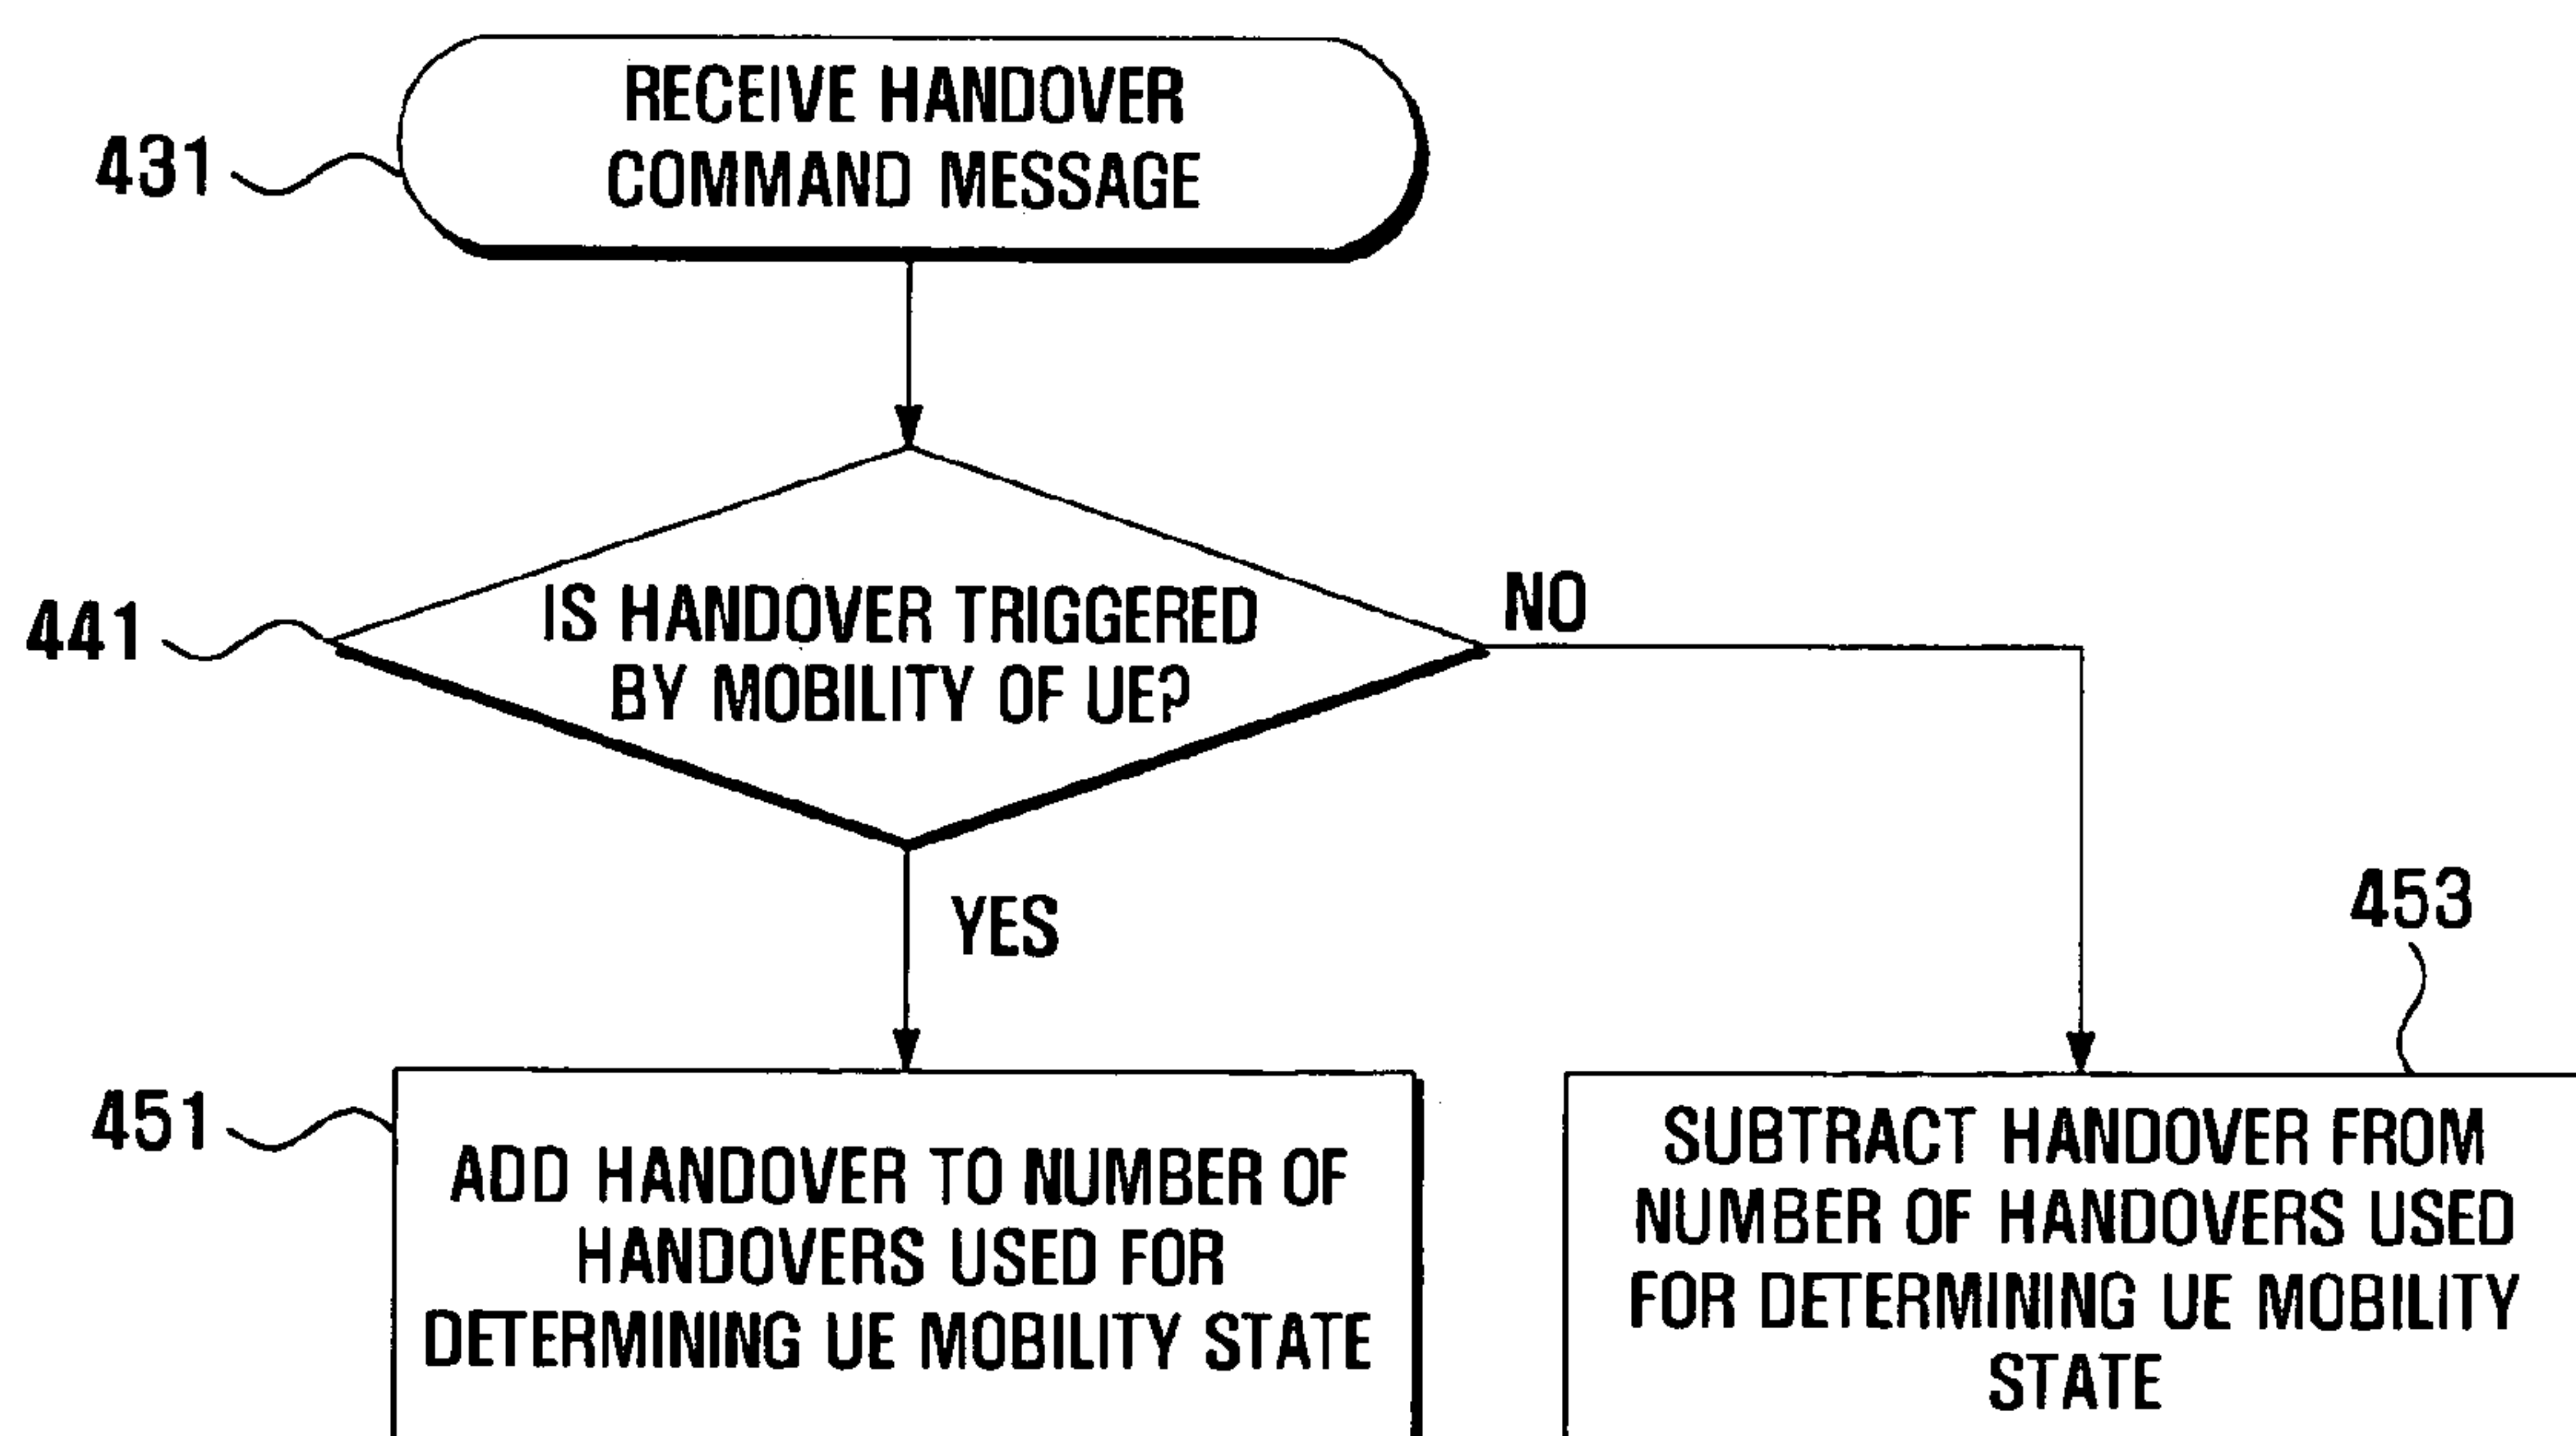 RECEIVE HANDOVER
COMMAND MESSAGE
431
IS HANDOVER TRIGGERED
BY MOBILITY OF UE?
441
NO
YES
453
451
ADD HANDOVER TO NUMBER OF
HANDOVERS USED FOR
DETERMINING UE MOBILITY STATE
SUBTRACT HANDOVER FROM
NUMBER OF HANDOVERS USED
FOR DETERMINING UE MOBILITY
STATE